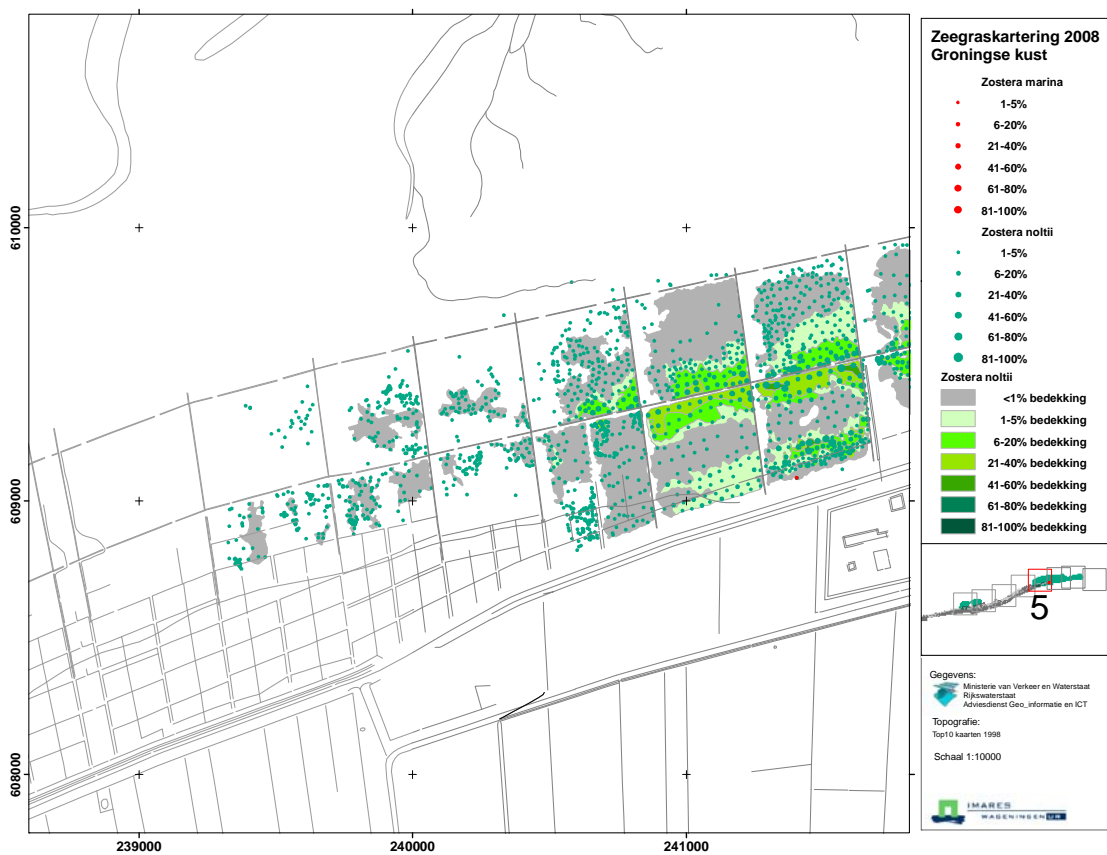 Zeegraskartering 2008
Groningse kust
Zostera marina
1-5%
6-20%
21-40%
41-60%
61-80%
81-100%
Zostera noltii
1-5%
6-20%
21-40%
41-60%
61-80%
81-100%
Zostera noltii
<1% bedekking
1-5% bedekking
6-20% bedekking
21-40% bedekking
41-60% bedekking
61-80% bedekking
81-100% bedekking
5
Gegevens:
Ministerie van Verkeer en Waterstaat
Rijkswaterstaat
Adviesdienst Geo_informatie en ICT
Topografie:
Top10 kaarten 1998
Schaal 1:10000
IMARES
WAGENINGEN UR
610000
609000
608000
239000
240000
241000